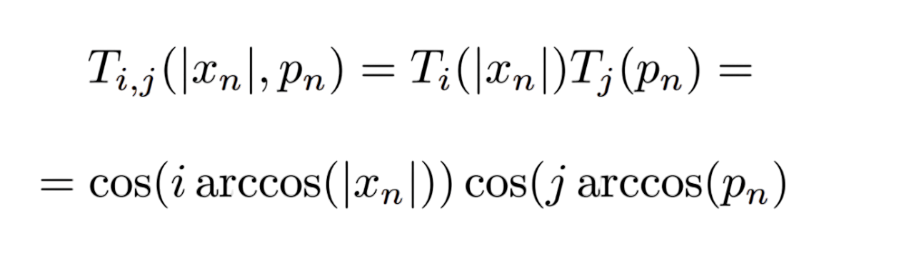 T_{i,j}(|x_n|, p_n) = T_i(|x_n|)T_j(p_n) =
= cos(i arccos(|x_n|)) cos(j arccos(p_n)